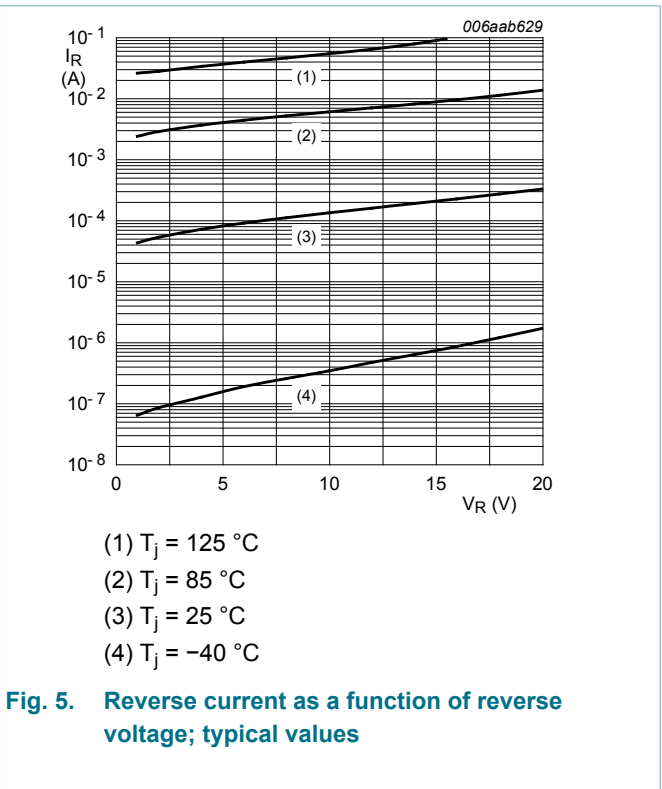 006aab629
I_R
(A)
10⁻¹
10⁻²
10⁻³
10⁻⁴
10⁻⁵
10⁻⁶
10⁻⁷
10⁻⁸
(1)
(2)
(3)
(4)
0 5 10 15 20
V_R (V)
(1) T_j = 125 °C
(2) T_j = 85 °C
(3) T_j = 25 °C
(4) T_j = −40 °C
Fig. 5. Reverse current as a function of reverse
voltage; typical values